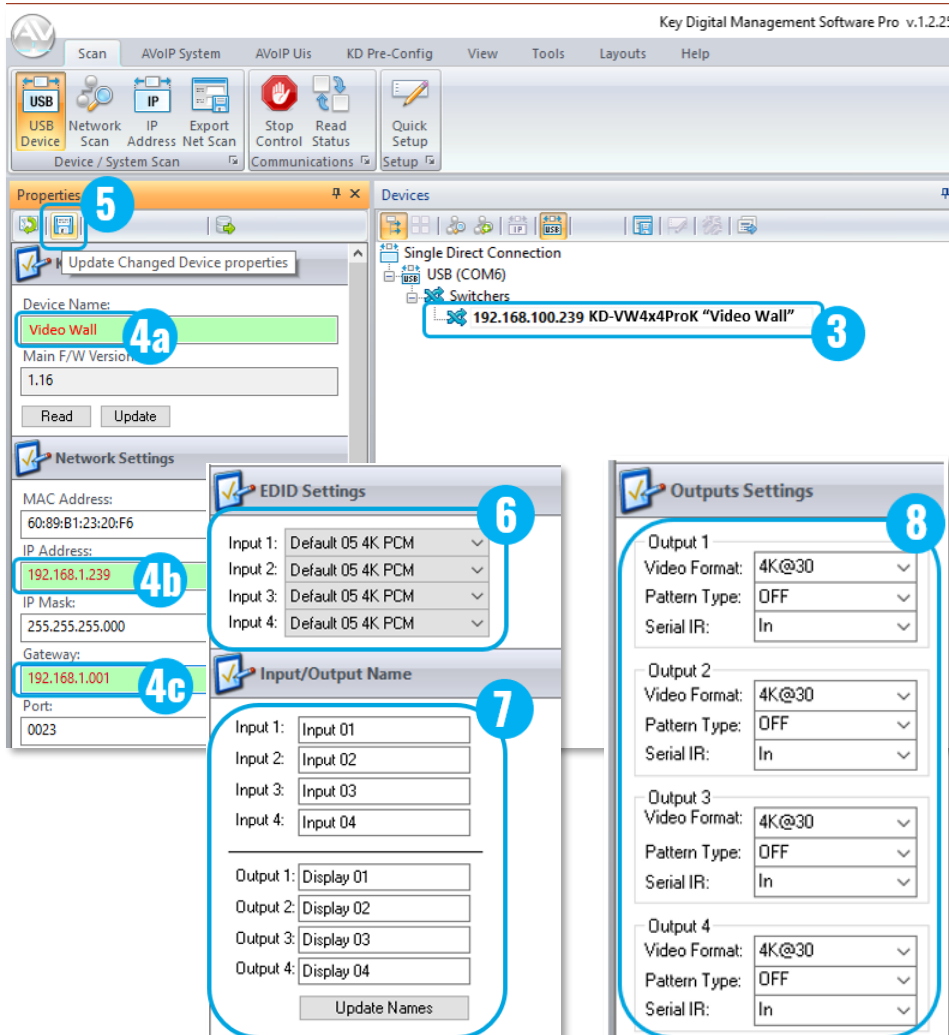 Key Digital Management Software Pro v.1.2.25
AV
Scan AVoIP System AVoIP Uis KD Pre-Config View Tools Layouts Help
USB IP
USB Device Network Scan IP Address Export Net Scan Stop Control Read Status Quick Setup
Device / System Scan Communications Setup
Properties
5
Update Changed Device properties
K
Device Name:
Video Wall
4a
Main F/W Version
1.16
Read Update
Network Settings
MAC Address:
60:89:B1:23:20:F6
IP Address:
192.168.1.239
4b
IP Mask:
255.255.255.000
Gateway:
192.168.1.001
4c
Port:
0023
Devices
IP USB
Single Direct Connection
USB USB (COM6)
Switchers
192.168.100.239 KD-VW4x4ProK “Video Wall”
3
EDID Settings
6
Input 1: Default 05 4K PCM
Input 2: Default 05 4K PCM
Input 3: Default 05 4K PCM
Input 4: Default 05 4K PCM
Input/Output Name
7
Input 1: Input 01
Input 2: Input 02
Input 3: Input 03
Input 4: Input 04
Output 1: Display 01
Output 2: Display 02
Output 3: Display 03
Output 4: Display 04
Update Names
Outputs Settings
8
Output 1
Video Format: 4K@30
Pattern Type: OFF
Serial IR: In
Output 2
Video Format: 4K@30
Pattern Type: OFF
Serial IR: In
Output 3
Video Format: 4K@30
Pattern Type: OFF
Serial IR: In
Output 4
Video Format: 4K@30
Pattern Type: OFF
Serial IR: In